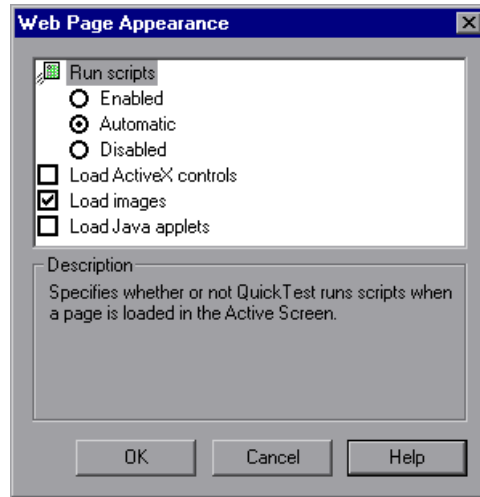 Web Page Appearance
Run scripts
Enabled
Automatic
Disabled
Load ActiveX controls
Load images
Load Java applets
Description
Specifies whether or not QuickTest runs scripts when
a page is loaded in the Active Screen.
OK Cancel Help